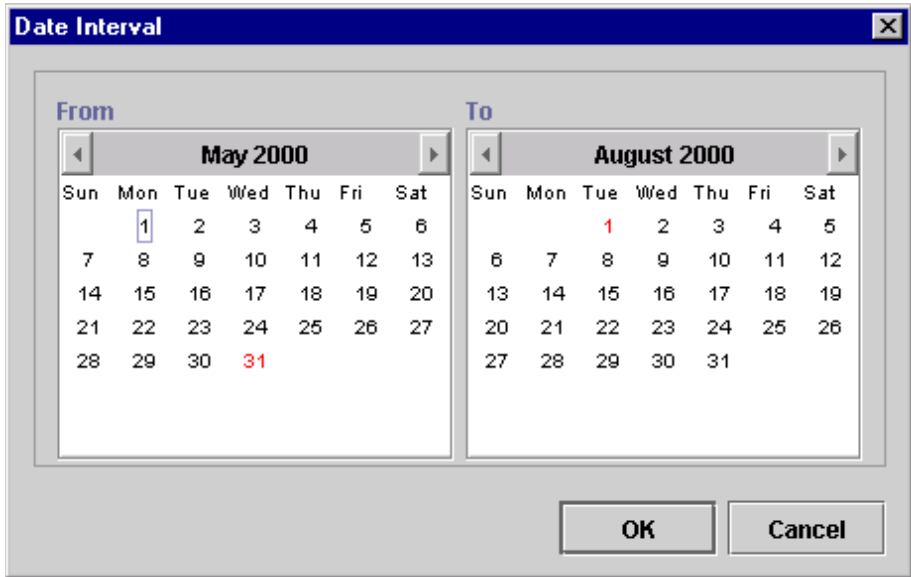 Date Interval
From
May 2000
Sun Mon Tue Wed Thu Fri Sat
1 2 3 4 5 6
7 8 9 10 11 12 13
14 15 16 17 18 19 20
21 22 23 24 25 26 27
28 29 30 31
To
August 2000
Sun Mon Tue Wed Thu Fri Sat
1 2 3 4 5
6 7 8 9 10 11 12
13 14 15 16 17 18 19
20 21 22 23 24 25 26
27 28 29 30 31
OK Cancel